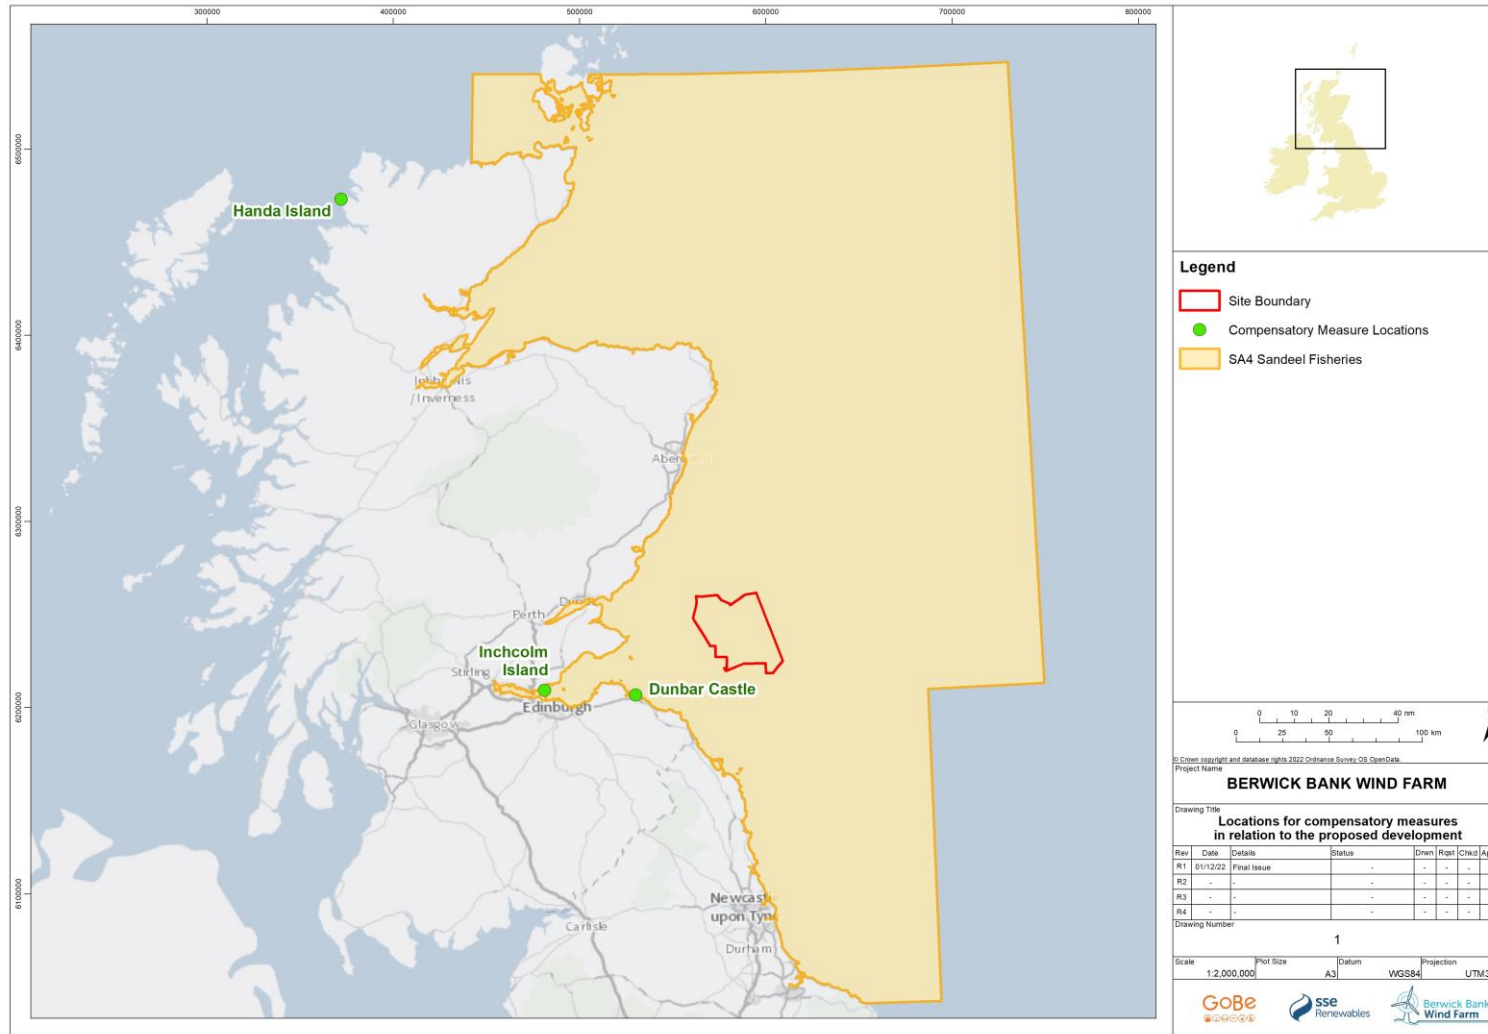 300000 400000 500000 600000 700000 800000
6500000
6400000
6300000
6200000
6100000
Handa Island
/Inverness
Perth
Inchcolm
Island
Stirling
Dunbar Castle
Edinburgh
Glasgow
Newcastle
upon Tyn
Carlisle
Durham
Legend
Site Boundary
Compensatory Measure Locations
SA4 Sandeel Fisheries
0 10 20 40 nm
0 25 50 100 km
© Crown copyright and database rights 2022 Ordnance Survey OS OpenData.
Project Name
BERWICK BANK WIND FARM
Drawing Title
Locations for compensatory measures
in relation to the proposed development
Rev Date Details Status Drwn Rqst Chkd Ap
R1 01/12/22 Final Issue - - - -
R2 - - - - - -
R3 - - - - - -
R4 - - - - - -
Drawing Number
1
Scale Plot Size Datum Projection
1:2,000,000 A3 WGS84 UTM3
GoBe
sse
Renewables
Berwick Bank
Wind Farm